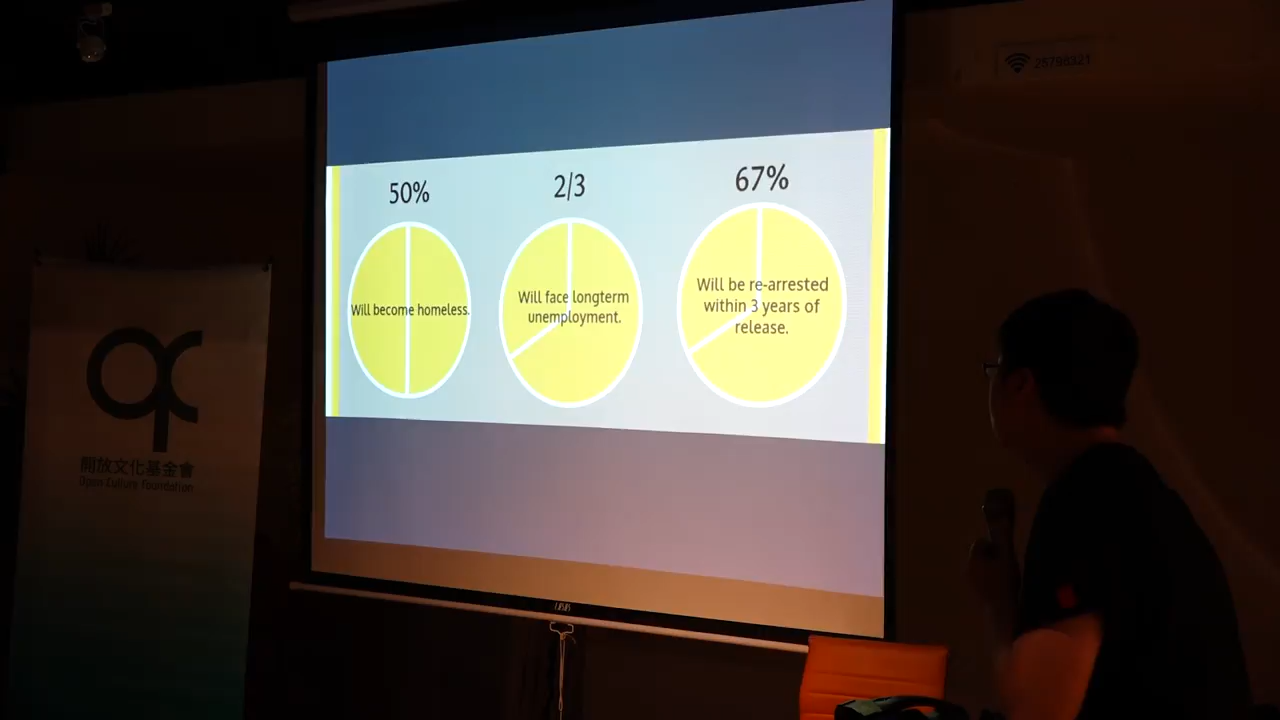 50%
2/3
67%
Will become homeless.
Will face longterm
unemployment.
Will be re-arrested
within 3 years of
release.
開放文化基金會
Open Culture Foundation